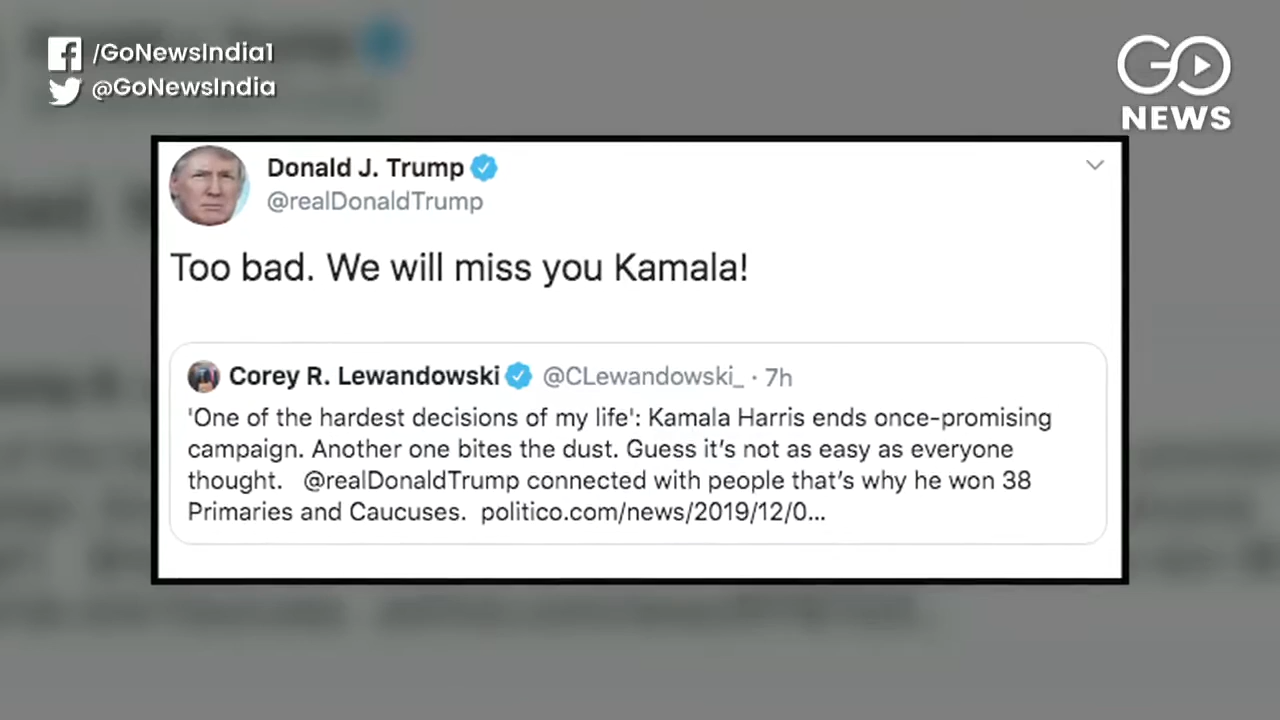 /GoNewsIndia1
@GoNewsIndia
GO
NEWS
Donald J. Trump
@realDonaldTrump
Too bad. We will miss you Kamala!
Corey R. Lewandowski @CLewandowski_ · 7h
'One of the hardest decisions of my life': Kamala Harris ends once-promising
campaign. Another one bites the dust. Guess it’s not as easy as everyone
thought. @realDonaldTrump connected with people that’s why he won 38
Primaries and Caucuses. politico.com/news/2019/12/0...